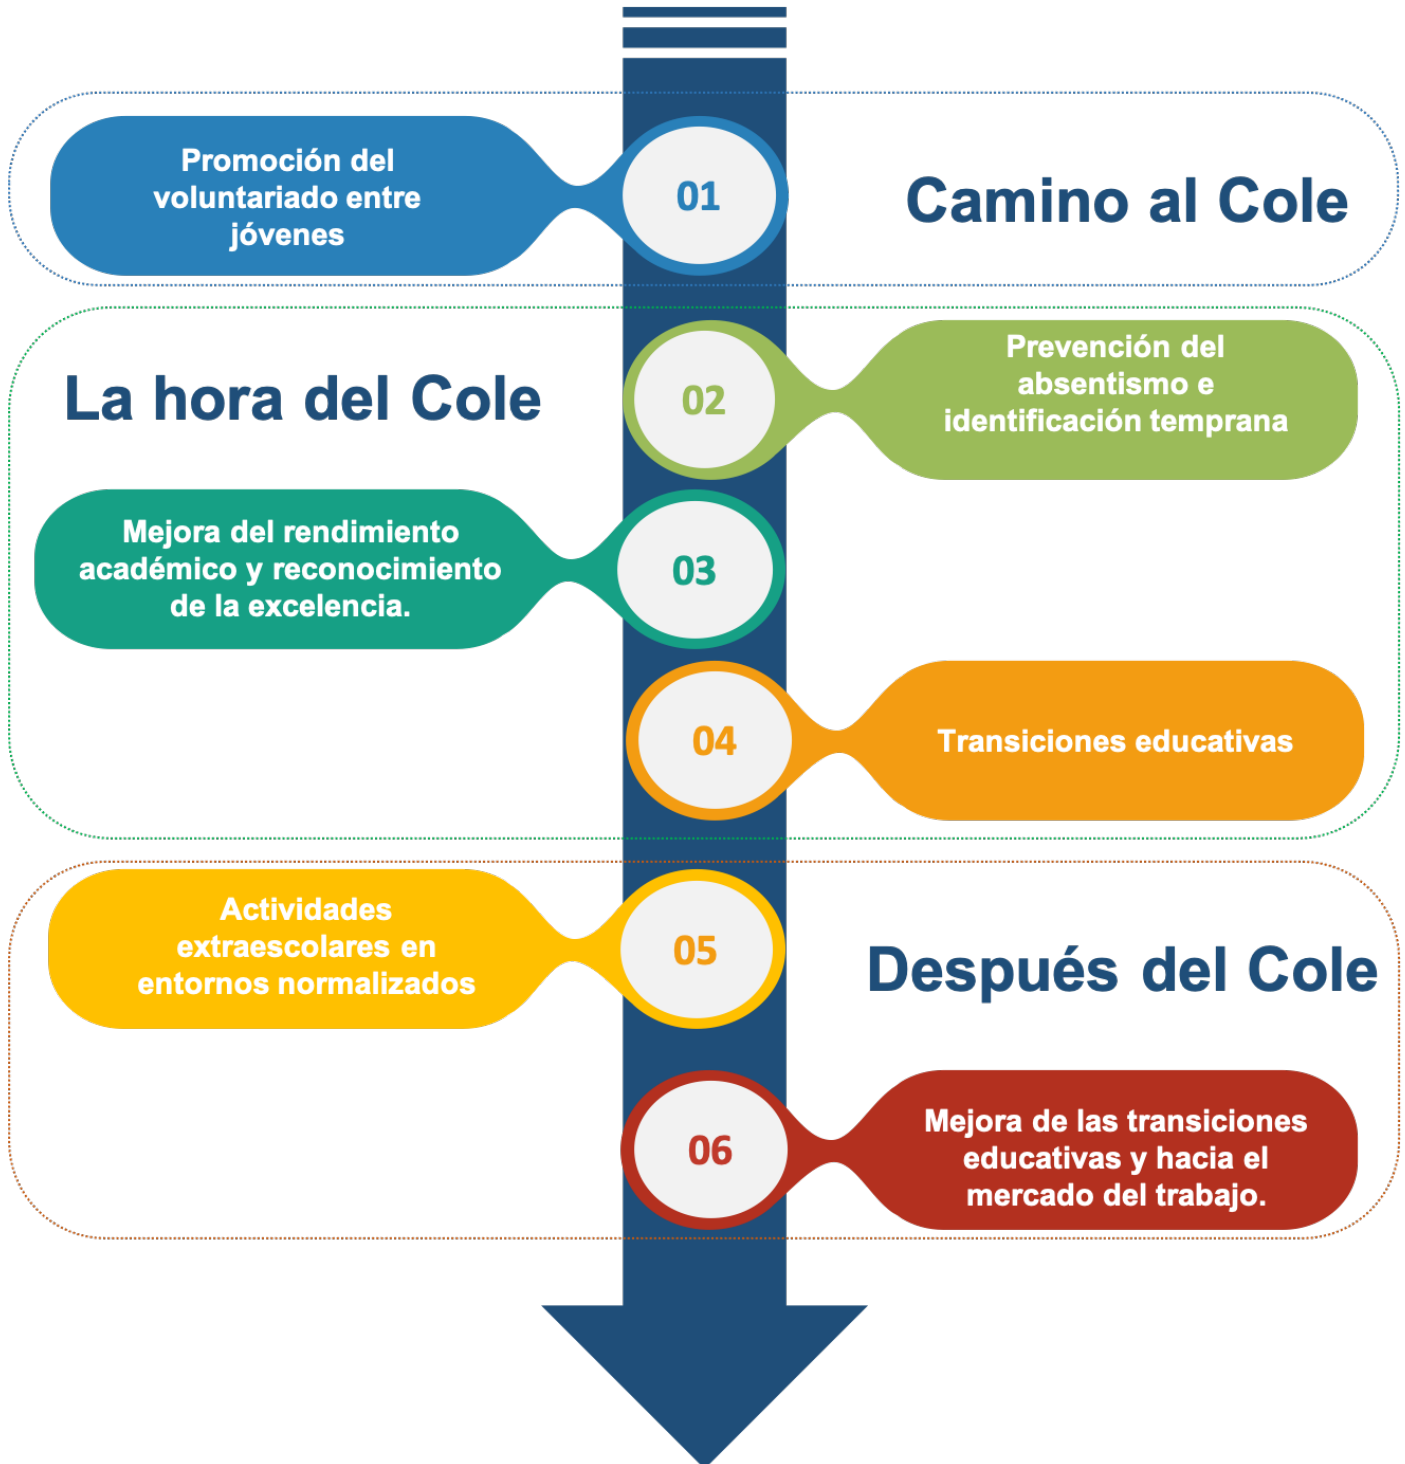 Promoción del
voluntariado entre
jóvenes
01
Camino al Cole
La hora del Cole
02
Prevención del
absentismo e
identificación temprana
Mejora del rendimiento
académico y reconocimiento
de la excelencia.
03
04
Transiciones educativas
Actividades
extraescolares en
entornos normalizados
05
Después del Cole
06
Mejora de las transiciones
educativas y hacia el
mercado del trabajo.